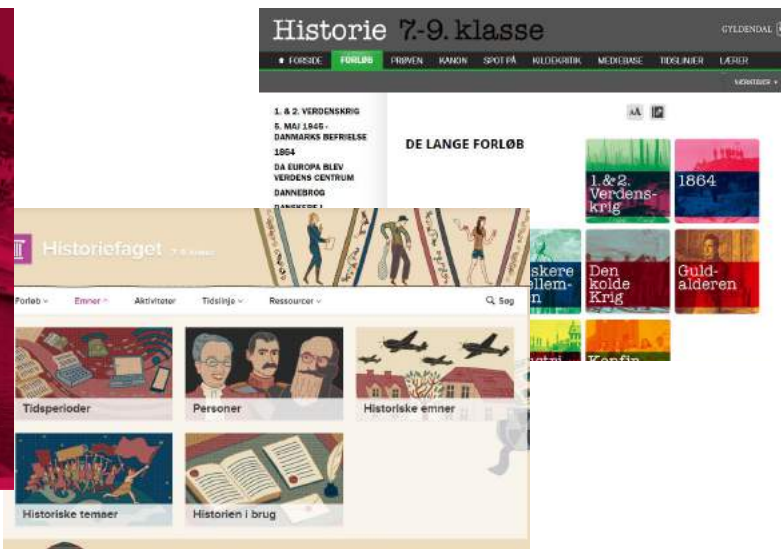 Historie 7.-9. klasse
GYLDENDAL
FORSIDE FORLØB PRØVEN KANON SPOT PÅ KILDEKRITIK MEDIEBASE TIDSLINJER LÆRER
VÆRKTØJER
AA
1. & 2. VERDENSKRIG
5. MAJ 1945 -
DANMARKS BEFRIELSE
1864
DA EUROPA BLEV
VERDENS CENTRUM
DANNEBROG
DANSKERE I
DE LANGE FORLØB
1. & 2.
Verdens-
krig
1864
Den
kolde
Krig
Guld-
alderen
Historiefaget
Forløb Emner Aktiviteter Tidslinje Ressourcer Søg
Tidsperioder
Personer
Historiske emner
Historiske temaer
Historien i brug